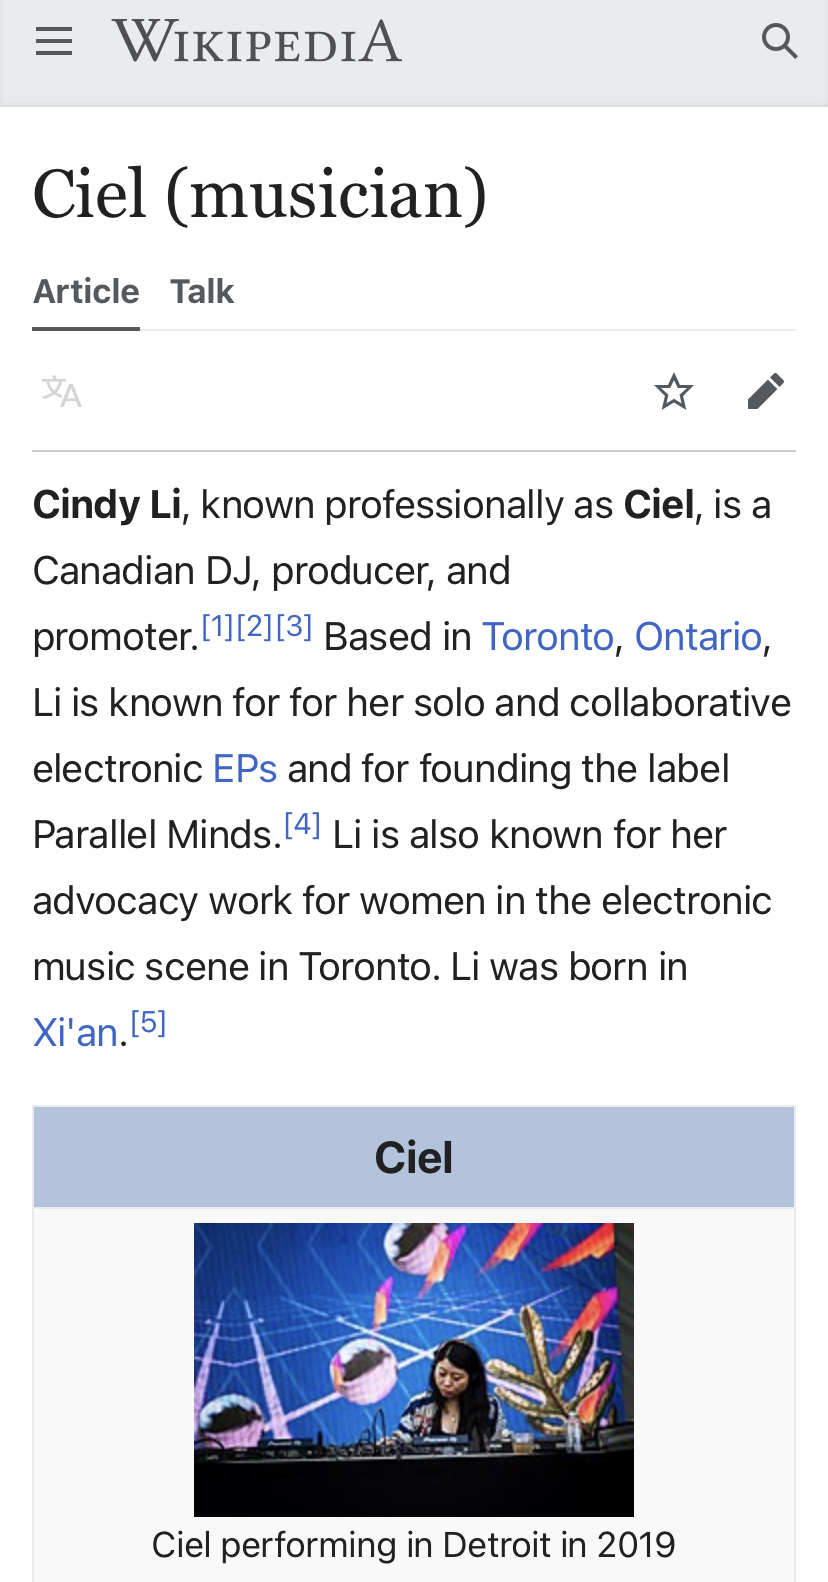 WIKIPEDIA
Ciel (musician)
Article Talk
文A
Cindy Li, known professionally as Ciel, is a
Canadian DJ, producer, and
promoter.[1][2][3] Based in Toronto, Ontario,
Li is known for for her solo and collaborative
electronic EPs and for founding the label
Parallel Minds.[4] Li is also known for her
advocacy work for women in the electronic
music scene in Toronto. Li was born in
Xi'an.[5]
Ciel
Ciel performing in Detroit in 2019